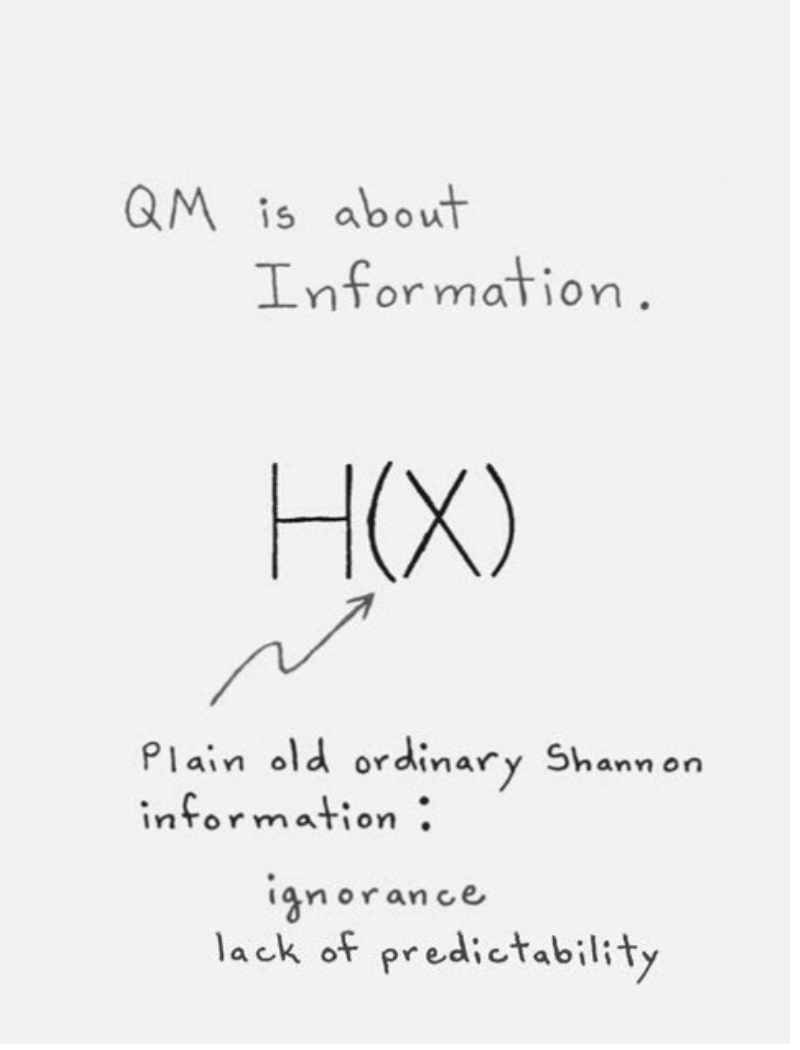 QM is about
Information.
H(X)
Plain old ordinary Shannon
information:
ignorance
lack of predictability